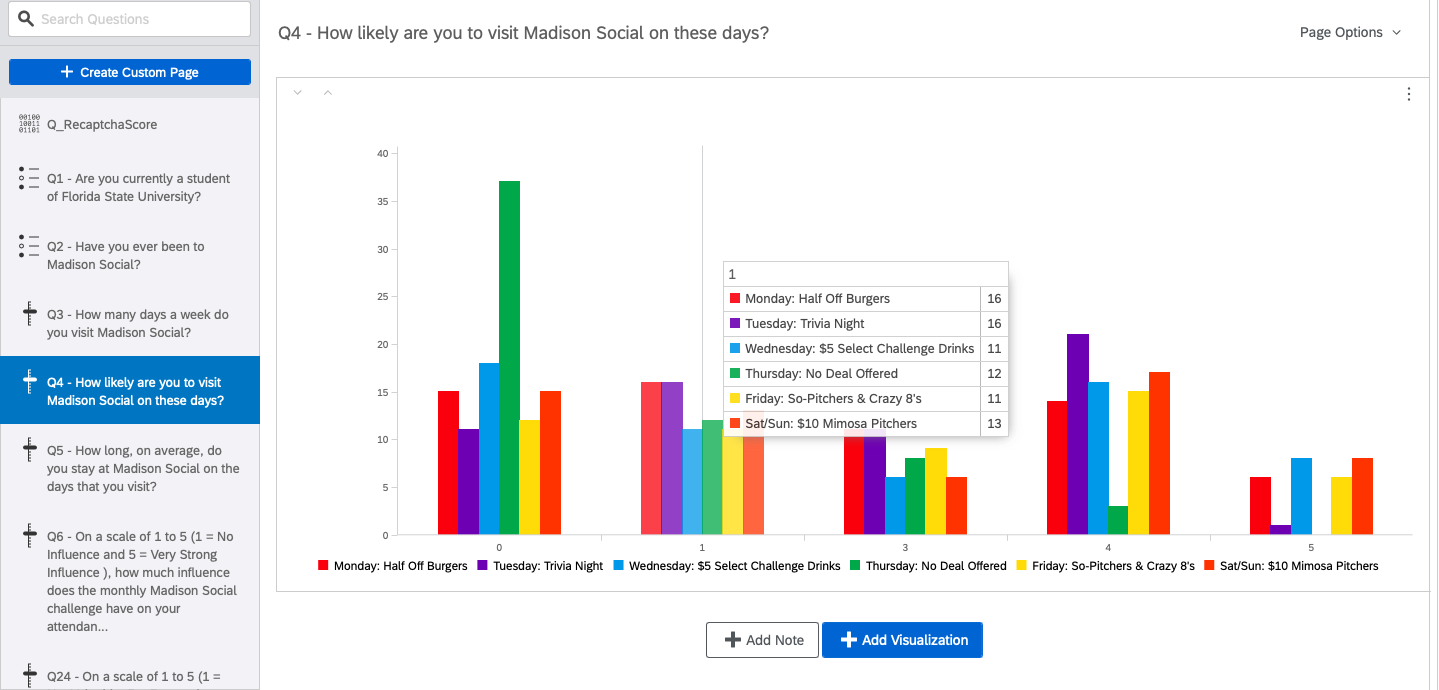 Search Questions
Create Custom Page
00100
10011
01101
Q_RecaptchaScore
Q1 - Are you currently a student
of Florida State University?
Q2 - Have you ever been to
Madison Social?
Q3 - How many days a week do
you visit Madison Social?
Q4 - How likely are you to visit
Madison Social on these days?
Q5 - How long, on average, do
you stay at Madison Social on the
days that you visit?
Q6 - On a scale of 1 to 5 (1 = No
Influence and 5 = Very Strong
Influence ), how much influence
does the monthly Madison Social
challenge have on your
attendan...
Q24 - On a scale of 1 to 5 (1 =
Q4 - How likely are you to visit Madison Social on these days?
Page Options
40
35
30
25
20
15
10
5
0
1
Monday: Half Off Burgers 16
Tuesday: Trivia Night 16
Wednesday: $5 Select Challenge Drinks 11
Thursday: No Deal Offered 12
Friday: So-Pitchers & Crazy 8's 11
Sat/Sun: $10 Mimosa Pitchers 13
0 1 3 4 5
Monday: Half Off Burgers Tuesday: Trivia Night Wednesday: $5 Select Challenge Drinks Thursday: No Deal Offered Friday: So-Pitchers & Crazy 8's Sat/Sun: $10 Mimosa Pitchers
Add Note Add Visualization